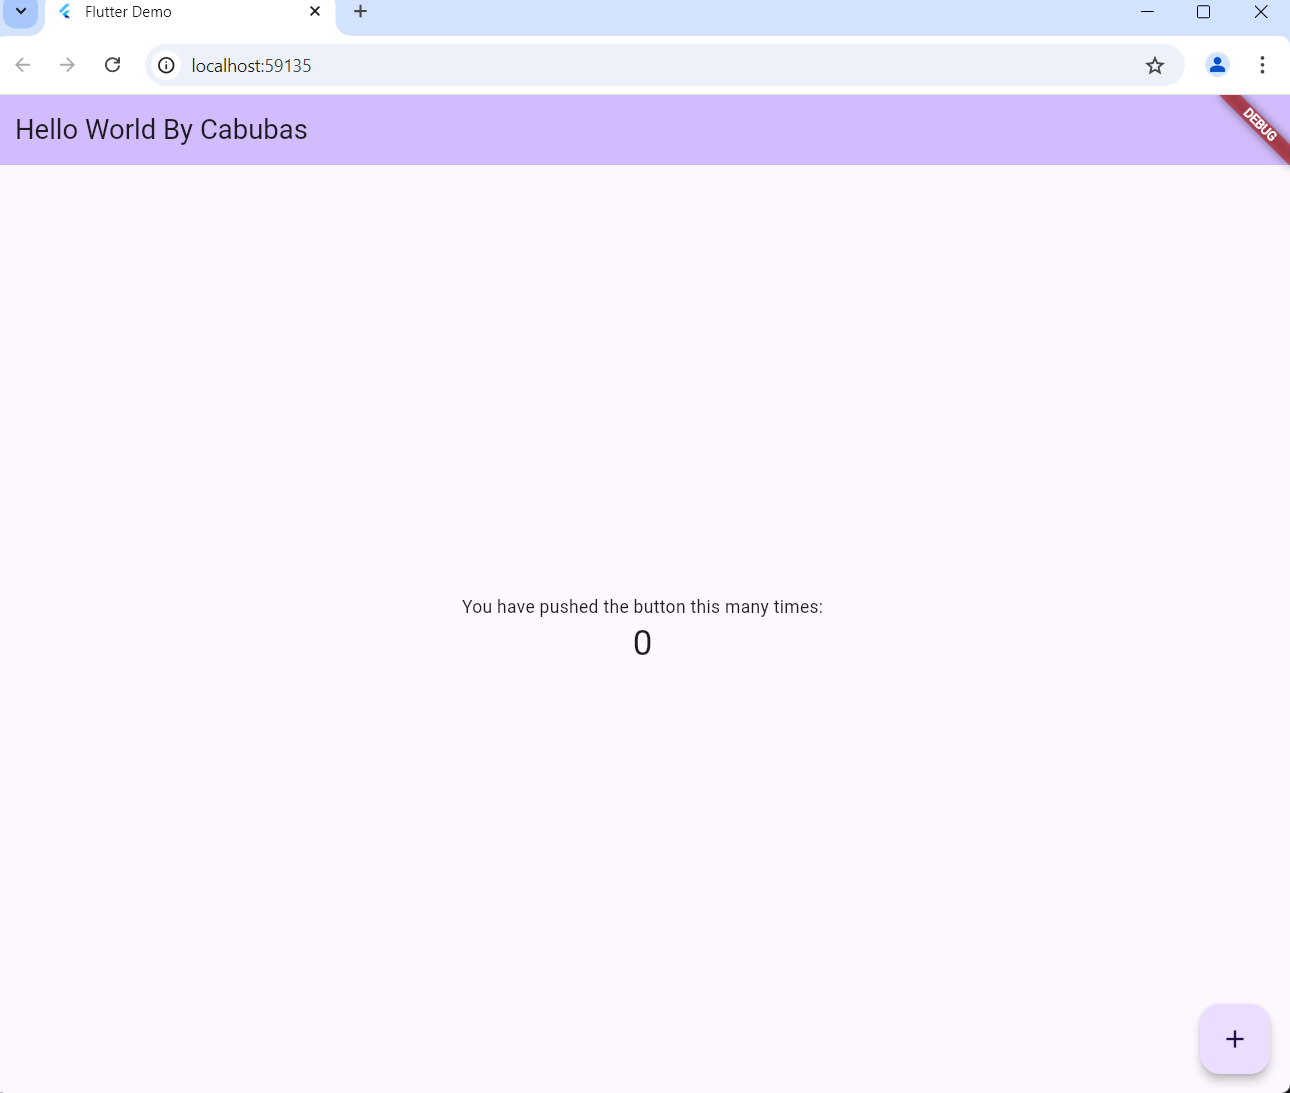 Flutter Demo
localhost:59135
Hello World By Cabubas
DEBUG
You have pushed the button this many times:
0